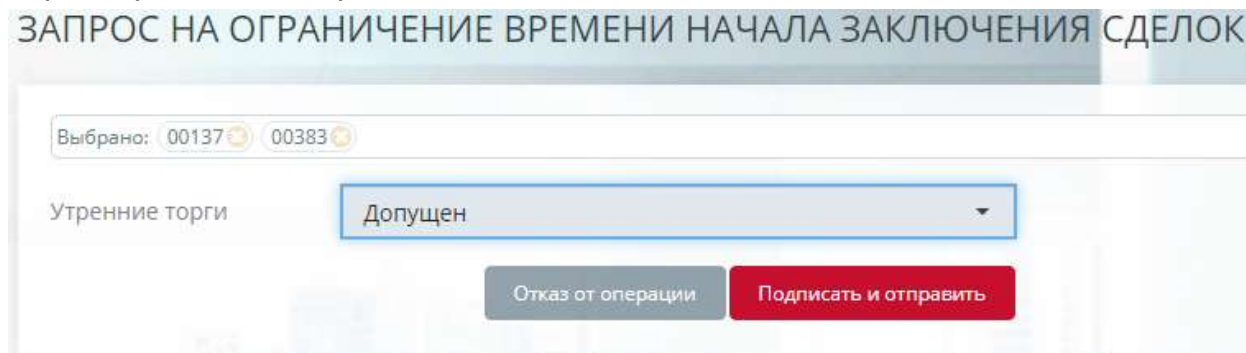 ЗАПРОС НА ОГРАНИЧЕНИЕ ВРЕМЕНИ НАЧАЛА ЗАКЛЮЧЕНИЯ СДЕЛОК
Выбрано: 00137 00383
Утренние торги Допущен
Отказ от операции Подписать и отправить